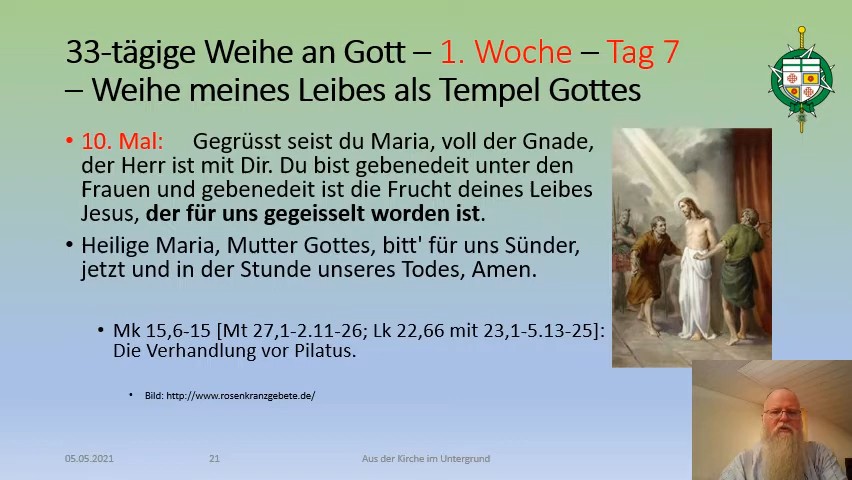 33-tägige Weihe an Gott – 1. Woche – Tag 7
– Weihe meines Leibes als Tempel Gottes
• 10. Mal: Gegrüsst seist du Maria, voll der Gnade,
der Herr ist mit Dir. Du bist gebenedeit unter den
Frauen und gebenedeit ist die Frucht deines Leibes
Jesus, der für uns gegeisselt worden ist.
• Heilige Maria, Mutter Gottes, bitt' für uns Sünder,
jetzt und in der Stunde unseres Todes, Amen.
• Mk 15,6-15 [Mt 27,1-2.11-26; Lk 22,66 mit 23,1-5.13-25]:
Die Verhandlung vor Pilatus.
• Bild: http://www.rosenkranzgebete.de/
05.05.2021 21 Aus der Kirche im Untergrund